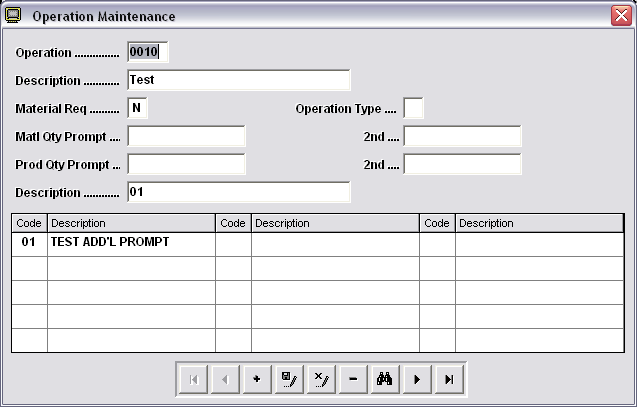 Operation Maintenance
Operation ............... 0010
Description ............ Test
Material Req .......... N Operation Type ....
Matl Qty Prompt .... 2nd ....
Prod Qty Prompt ... 2nd ....
Description ............ 01
Code Description Code Description Code Description
01 TEST ADD'L PROMPT